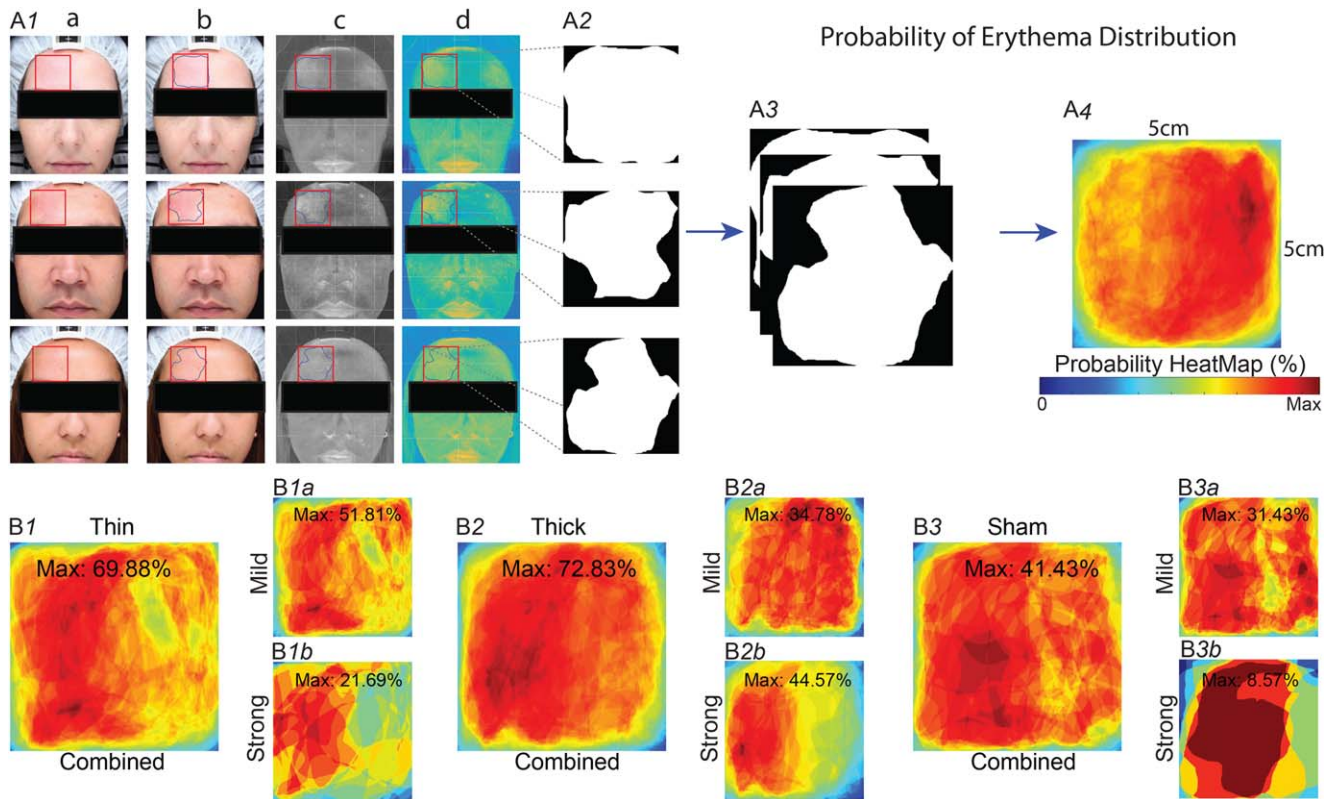 A1 a b c d A2
Probability of Erythema Distribution
A3
A4
5cm
5cm
Probability HeatMap (%)
0 Max
B1 Thin
Max: 69.88%
Combined
B1a
Max: 51.81%
Mild
B1b
Max: 21.69%
Strong
B2 Thick
Max: 72.83%
Combined
B2a
Max: 34.78%
Mild
B2b
Max: 44.57%
Strong
B3 Sham
Max: 41.43%
Combined
B3a
Max: 31.43%
Mild
B3b
Max: 8.57%
Strong